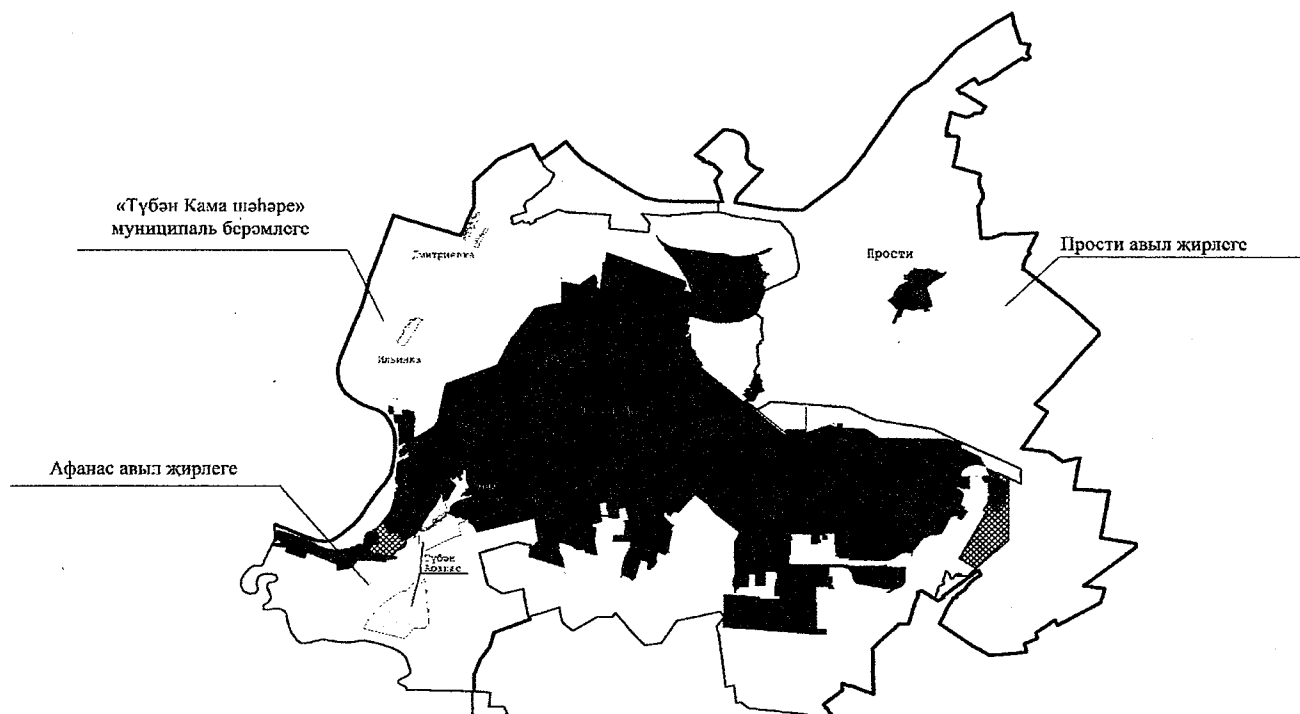 «Түбән Кама шәһәре»
муниципаль берәмлеге
Дмитриевка
Прости
Прости авыл җирлеге
Ильинка
Афанас авыл җирлеге
Түбән